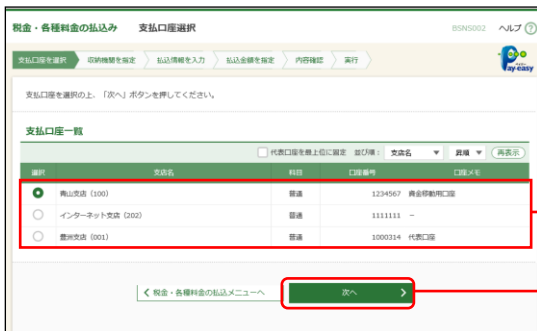 税金・各種料金の払込み 支払口座選択 BSNS002 ヘルプ ?
支払口座を選択 収納機関を指定 払込情報を入力 払込金額を指定 内容確認 実行 Pay-easy
支払口座を選択の上、「次へ」ボタンを押してください。
支払口座一覧
代表口座を最上位に固定 並び順： 支店名 ▼ 昇順 ▼ 再表示
選択 支店名 科目 口座番号 口座メモ
青山支店（100） 普通 1234567 資金移動用口座
インターネット支店（202） 普通 1111111 －
豊洲支店（001） 普通 1000314 代表口座
税金・各種料金の払込メニューへ 次へ